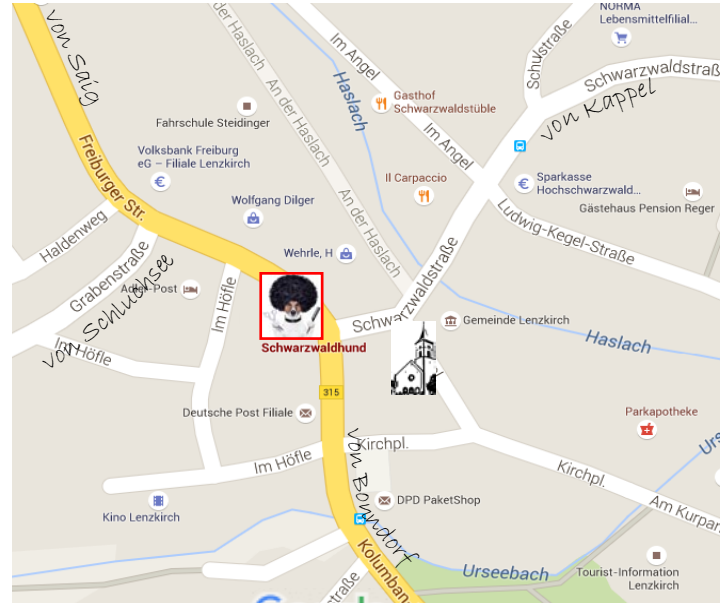 NORMA
Lebensmittelfilial...
von Saig
Im Angel
Schulstraße
Schwarzwaldstraß
von Kappel
An der Haslach
Haslach
Gasthof
Schwarzwaldstüble
Fahrschule Steidinger
An der Haslach
Im Angel
Freiburger Str.
Volksbank Freiburg
eG – Filiale Lenzkirch
Il Carpaccio
Im Angel
Sparkasse
Hochschwarzwald...
Gästehaus Pension Reger
Wolfgang Dilger
An der Haslach
Ludwig-Kegel-Straße
Haldenweg
Wehrle, H
Schwarzwaldstraße
Grabenstraße
von Schluchsee
Adler-Post
Im Höfle
Schwarzwaldstraße
Gemeinde Lenzkirch
Haslach
Im Höfle
Schwarzwaldhund
315
Deutsche Post Filiale
Parkapotheke
von Bonndorf
Kirchpl.
Im Höfle
Kirchpl.
Kino Lenzkirch
DPD PaketShop
Am Kurpar
Kolumban
Urseebach
Tourist-Information
Lenzkirch
straße